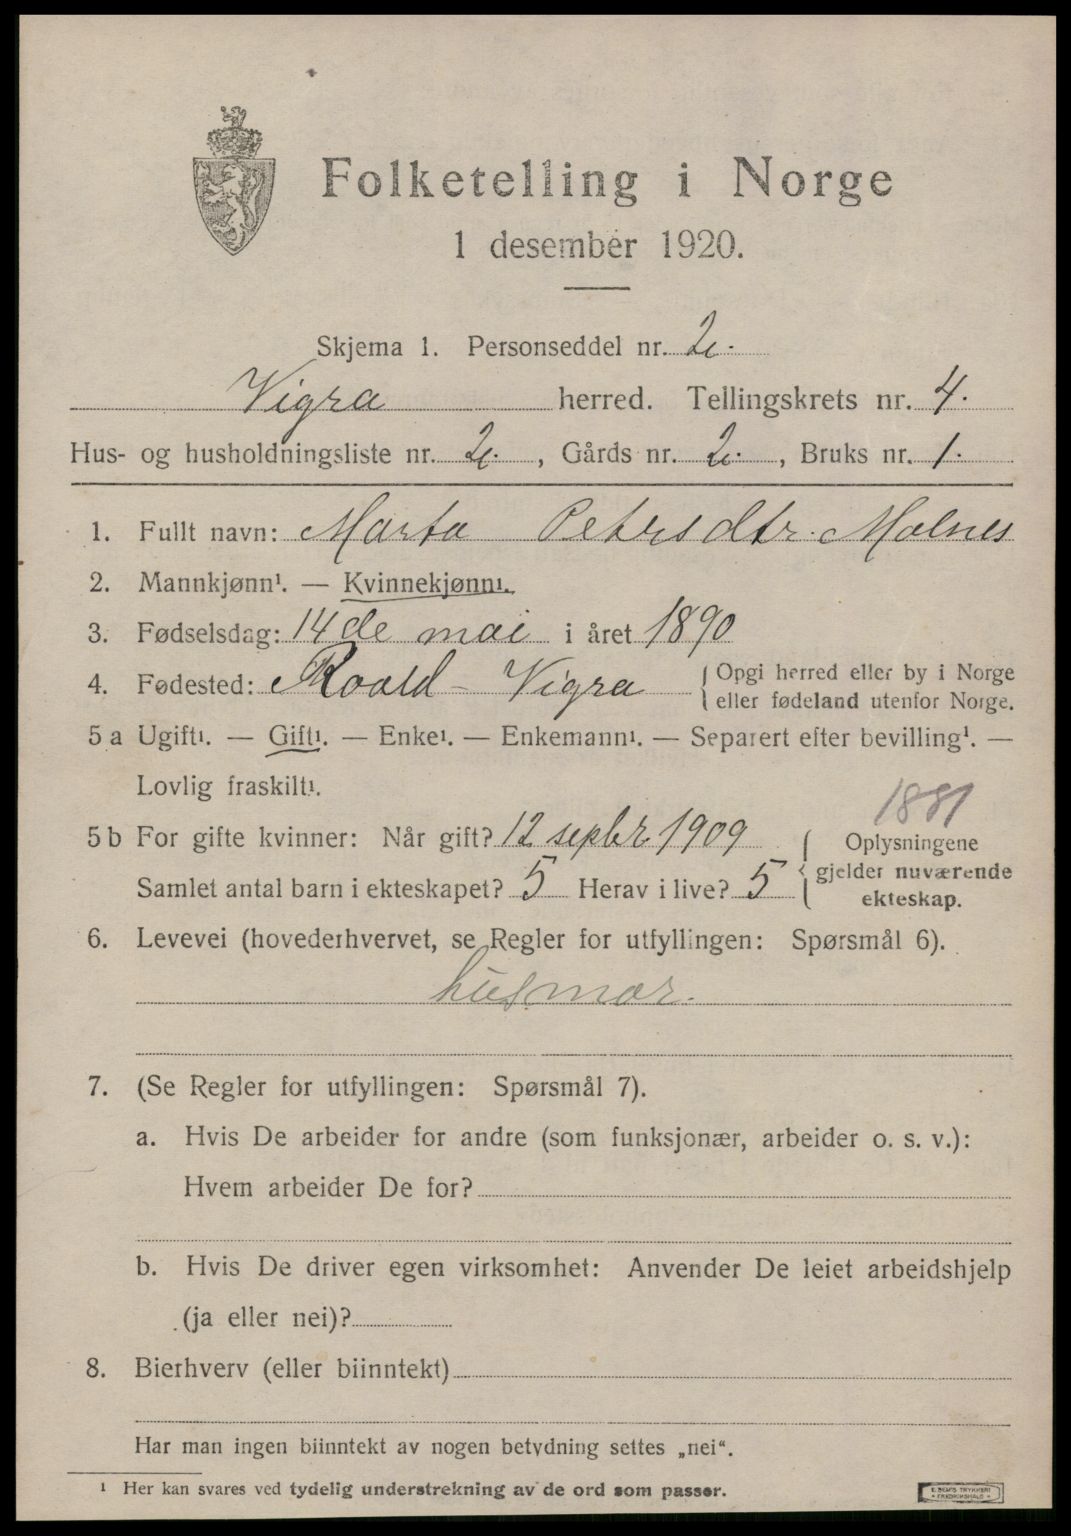 Folketelling i Norge
1 desember 1920.
Skjema 1. Personseddel nr. 2.
Vigra herred. Tellingskrets nr. 4.
Hus- og husholdningsliste nr. 2. , Gårds nr. 2. , Bruks nr. 1.
1. Fullt navn: Marta Petersdtr. Molnes
2. Mannkjønn¹. — Kvinnekjønn¹.
3. Fødselsdag: 14de mai i året 1890
4. Fødested: Roald - Vigra { Opgi herred eller by i Norge
eller fødeland utenfor Norge.
5 a Ugift¹. — Gift¹. — Enke¹. — Enkemann¹. — Separert efter bevilling¹. —
Lovlig fraskilt¹.
1881
5 b For gifte kvinner: Når gift? 12 sepbr. 1909 { Oplysningene
gjelder nuværende
Samlet antal barn i ekteskapet? 5 Herav i live? 5 ekteskap.
6. Levevei (hovederhvervet, se Regler for utfyllingen: Spørsmål 6).
husmor.
7. (Se Regler for utfyllingen: Spørsmål 7).
a. Hvis De arbeider for andre (som funksjonær, arbeider o. s. v.):
Hvem arbeider De for?
b. Hvis De driver egen virksomhet: Anvender De leiet arbeidshjelp
(ja eller nei)?
8. Bierhverv (eller biinntekt)
Har man ingen biinntekt av nogen betydning settes „nei“.
¹ Her kan svares ved tydelig understrekning av de ord som passer.
E. SEM'S TRYKKERI
• FREDRIKSHALD •